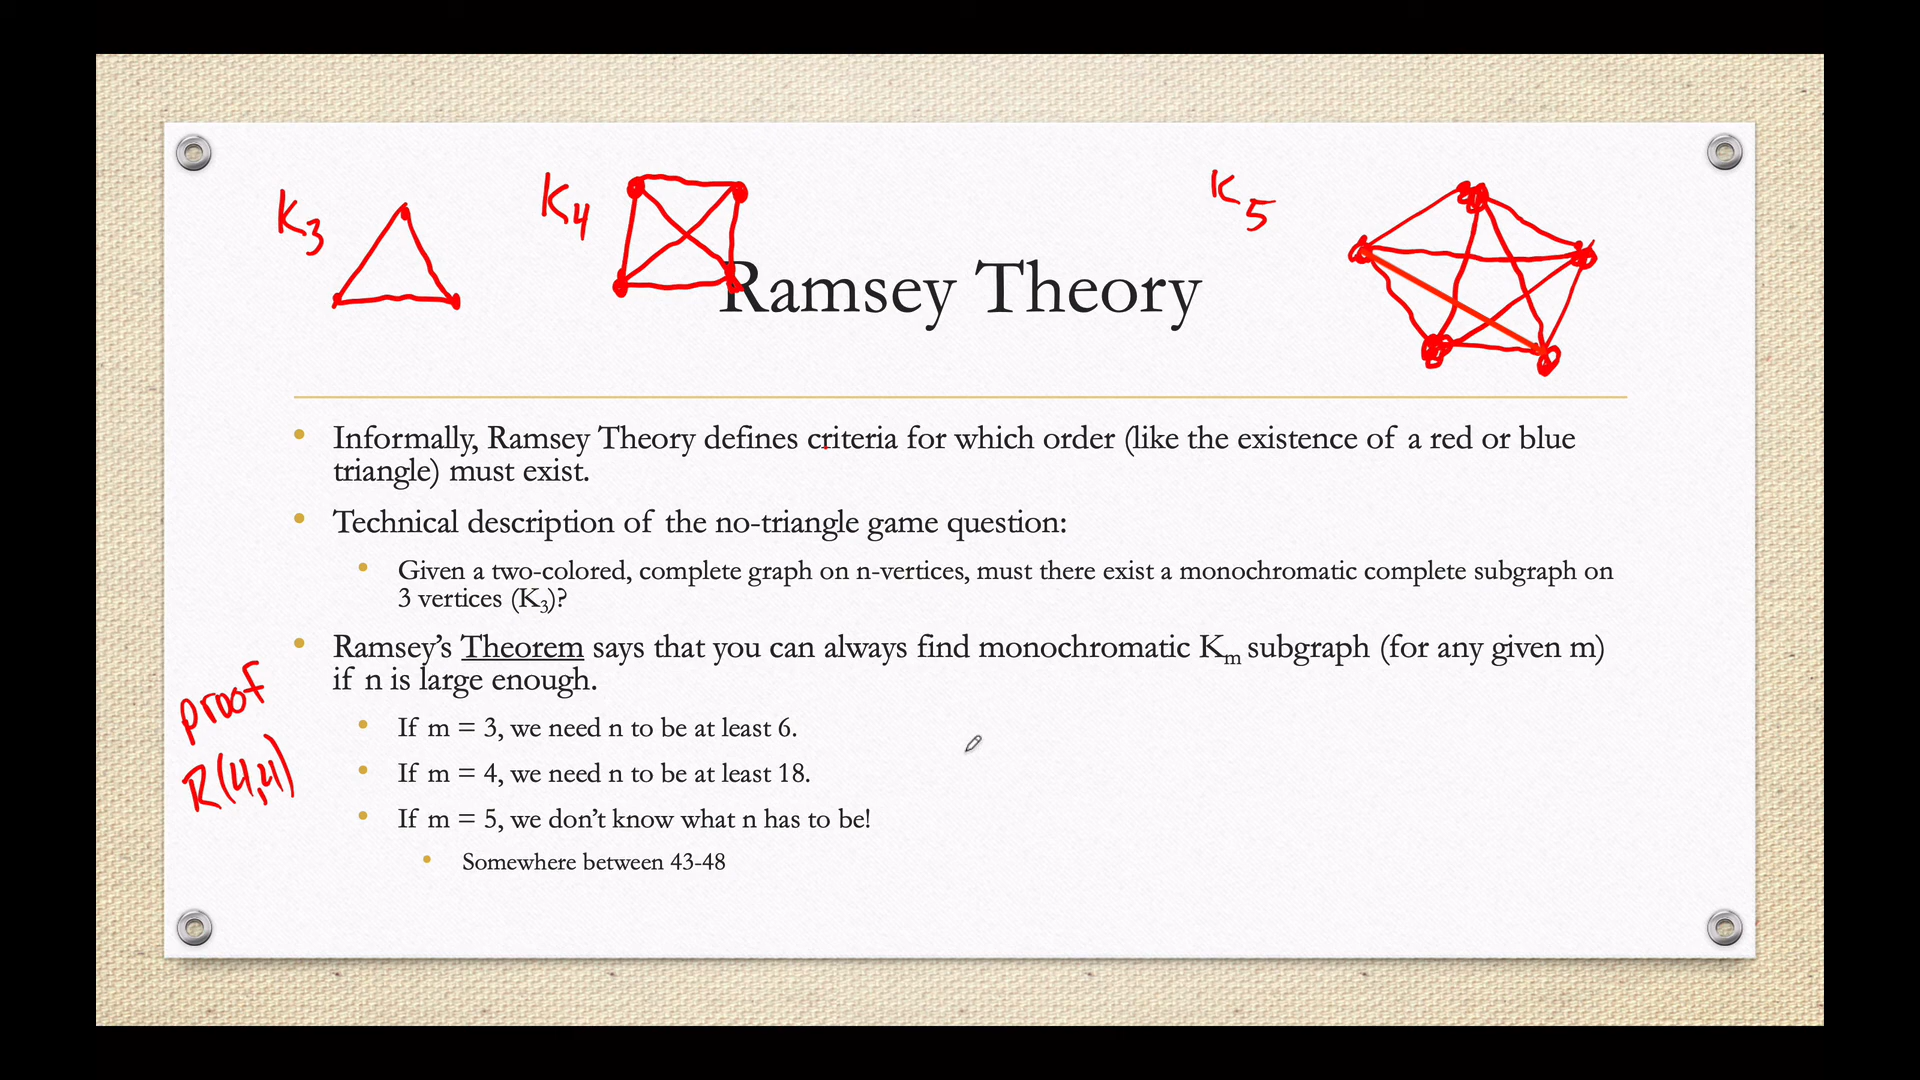 K3
K4
K5
Ramsey Theory
• Informally, Ramsey Theory defines criteria for which order (like the existence of a red or blue
triangle) must exist.
• Technical description of the no-triangle game question:
• Given a two-colored, complete graph on n-vertices, must there exist a monochromatic complete subgraph on
3 vertices (K₃)?
• Ramsey’s Theorem says that you can always find monochromatic Kₘ subgraph (for any given m)
if n is large enough.
proof
R(4,4)
• If m = 3, we need n to be at least 6.
• If m = 4, we need n to be at least 18.
• If m = 5, we don’t know what n has to be!
• Somewhere between 43-48